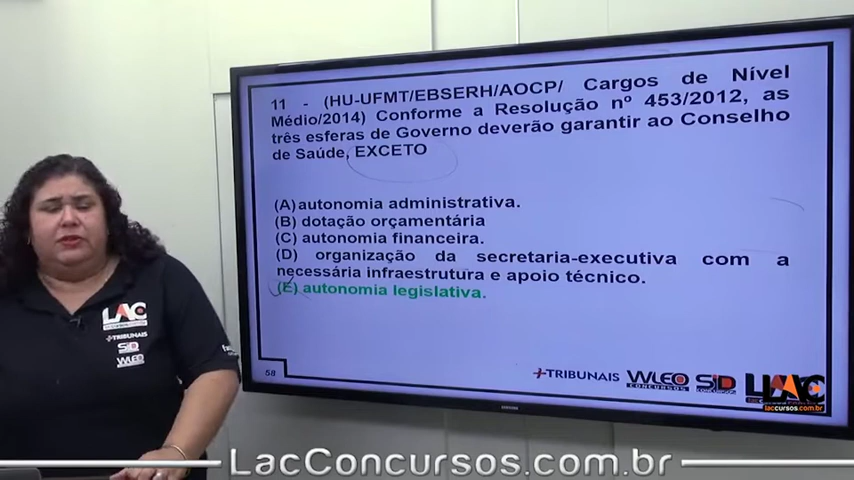 11 - (HU-UFMT/EBSERH/AOCP/ Cargos de Nível
Médio/2014) Conforme a Resolução nº 453/2012, as
três esferas de Governo deverão garantir ao Conselho
de Saúde, EXCETO
(A) autonomia administrativa.
(B) dotação orçamentária
(C) autonomia financeira.
(D) organização da secretaria-executiva, com a
necessária infraestrutura e apoio técnico.
(E) autonomia legislativa.
58
TRIBUNAIS WLEO CONCURSOS SID LAC
laccursos.com.br
LAC
TRIBUNAIS
SID
WLEO
LacConcursos.com.br